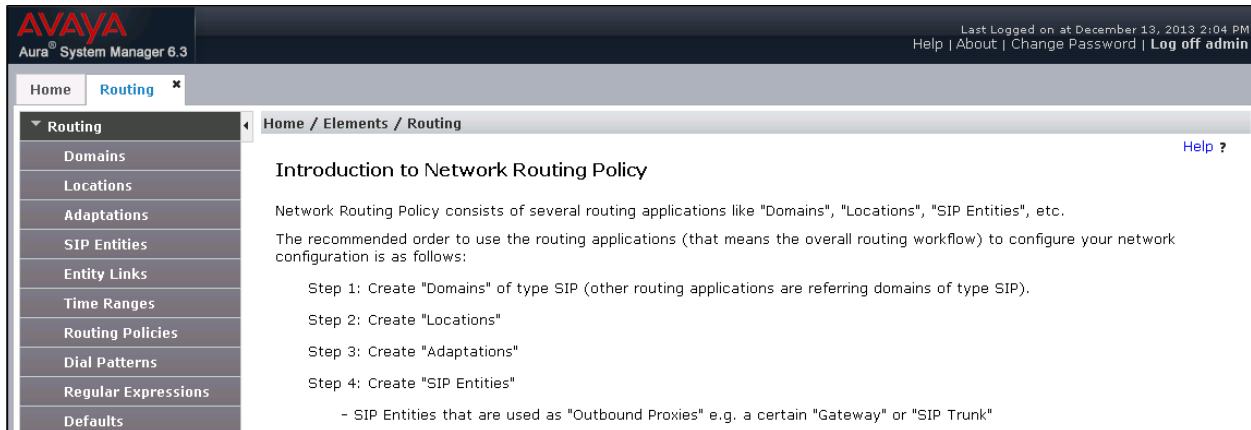 AVAYA
Aura® System Manager 6.3
Last Logged on at December 13, 2013 2:04 PM
Help | About | Change Password | Log off admin
Home
Routing ✖
Routing
Domains
Locations
Adaptations
SIP Entities
Entity Links
Time Ranges
Routing Policies
Dial Patterns
Regular Expressions
Defaults
Home / Elements / Routing
Help ?
Introduction to Network Routing Policy
Network Routing Policy consists of several routing applications like "Domains", "Locations", "SIP Entities", etc.
The recommended order to use the routing applications (that means the overall routing workflow) to configure your network
configuration is as follows:
Step 1: Create "Domains" of type SIP (other routing applications are referring domains of type SIP).
Step 2: Create "Locations"
Step 3: Create "Adaptations"
Step 4: Create "SIP Entities"
- SIP Entities that are used as "Outbound Proxies" e.g. a certain "Gateway" or "SIP Trunk"